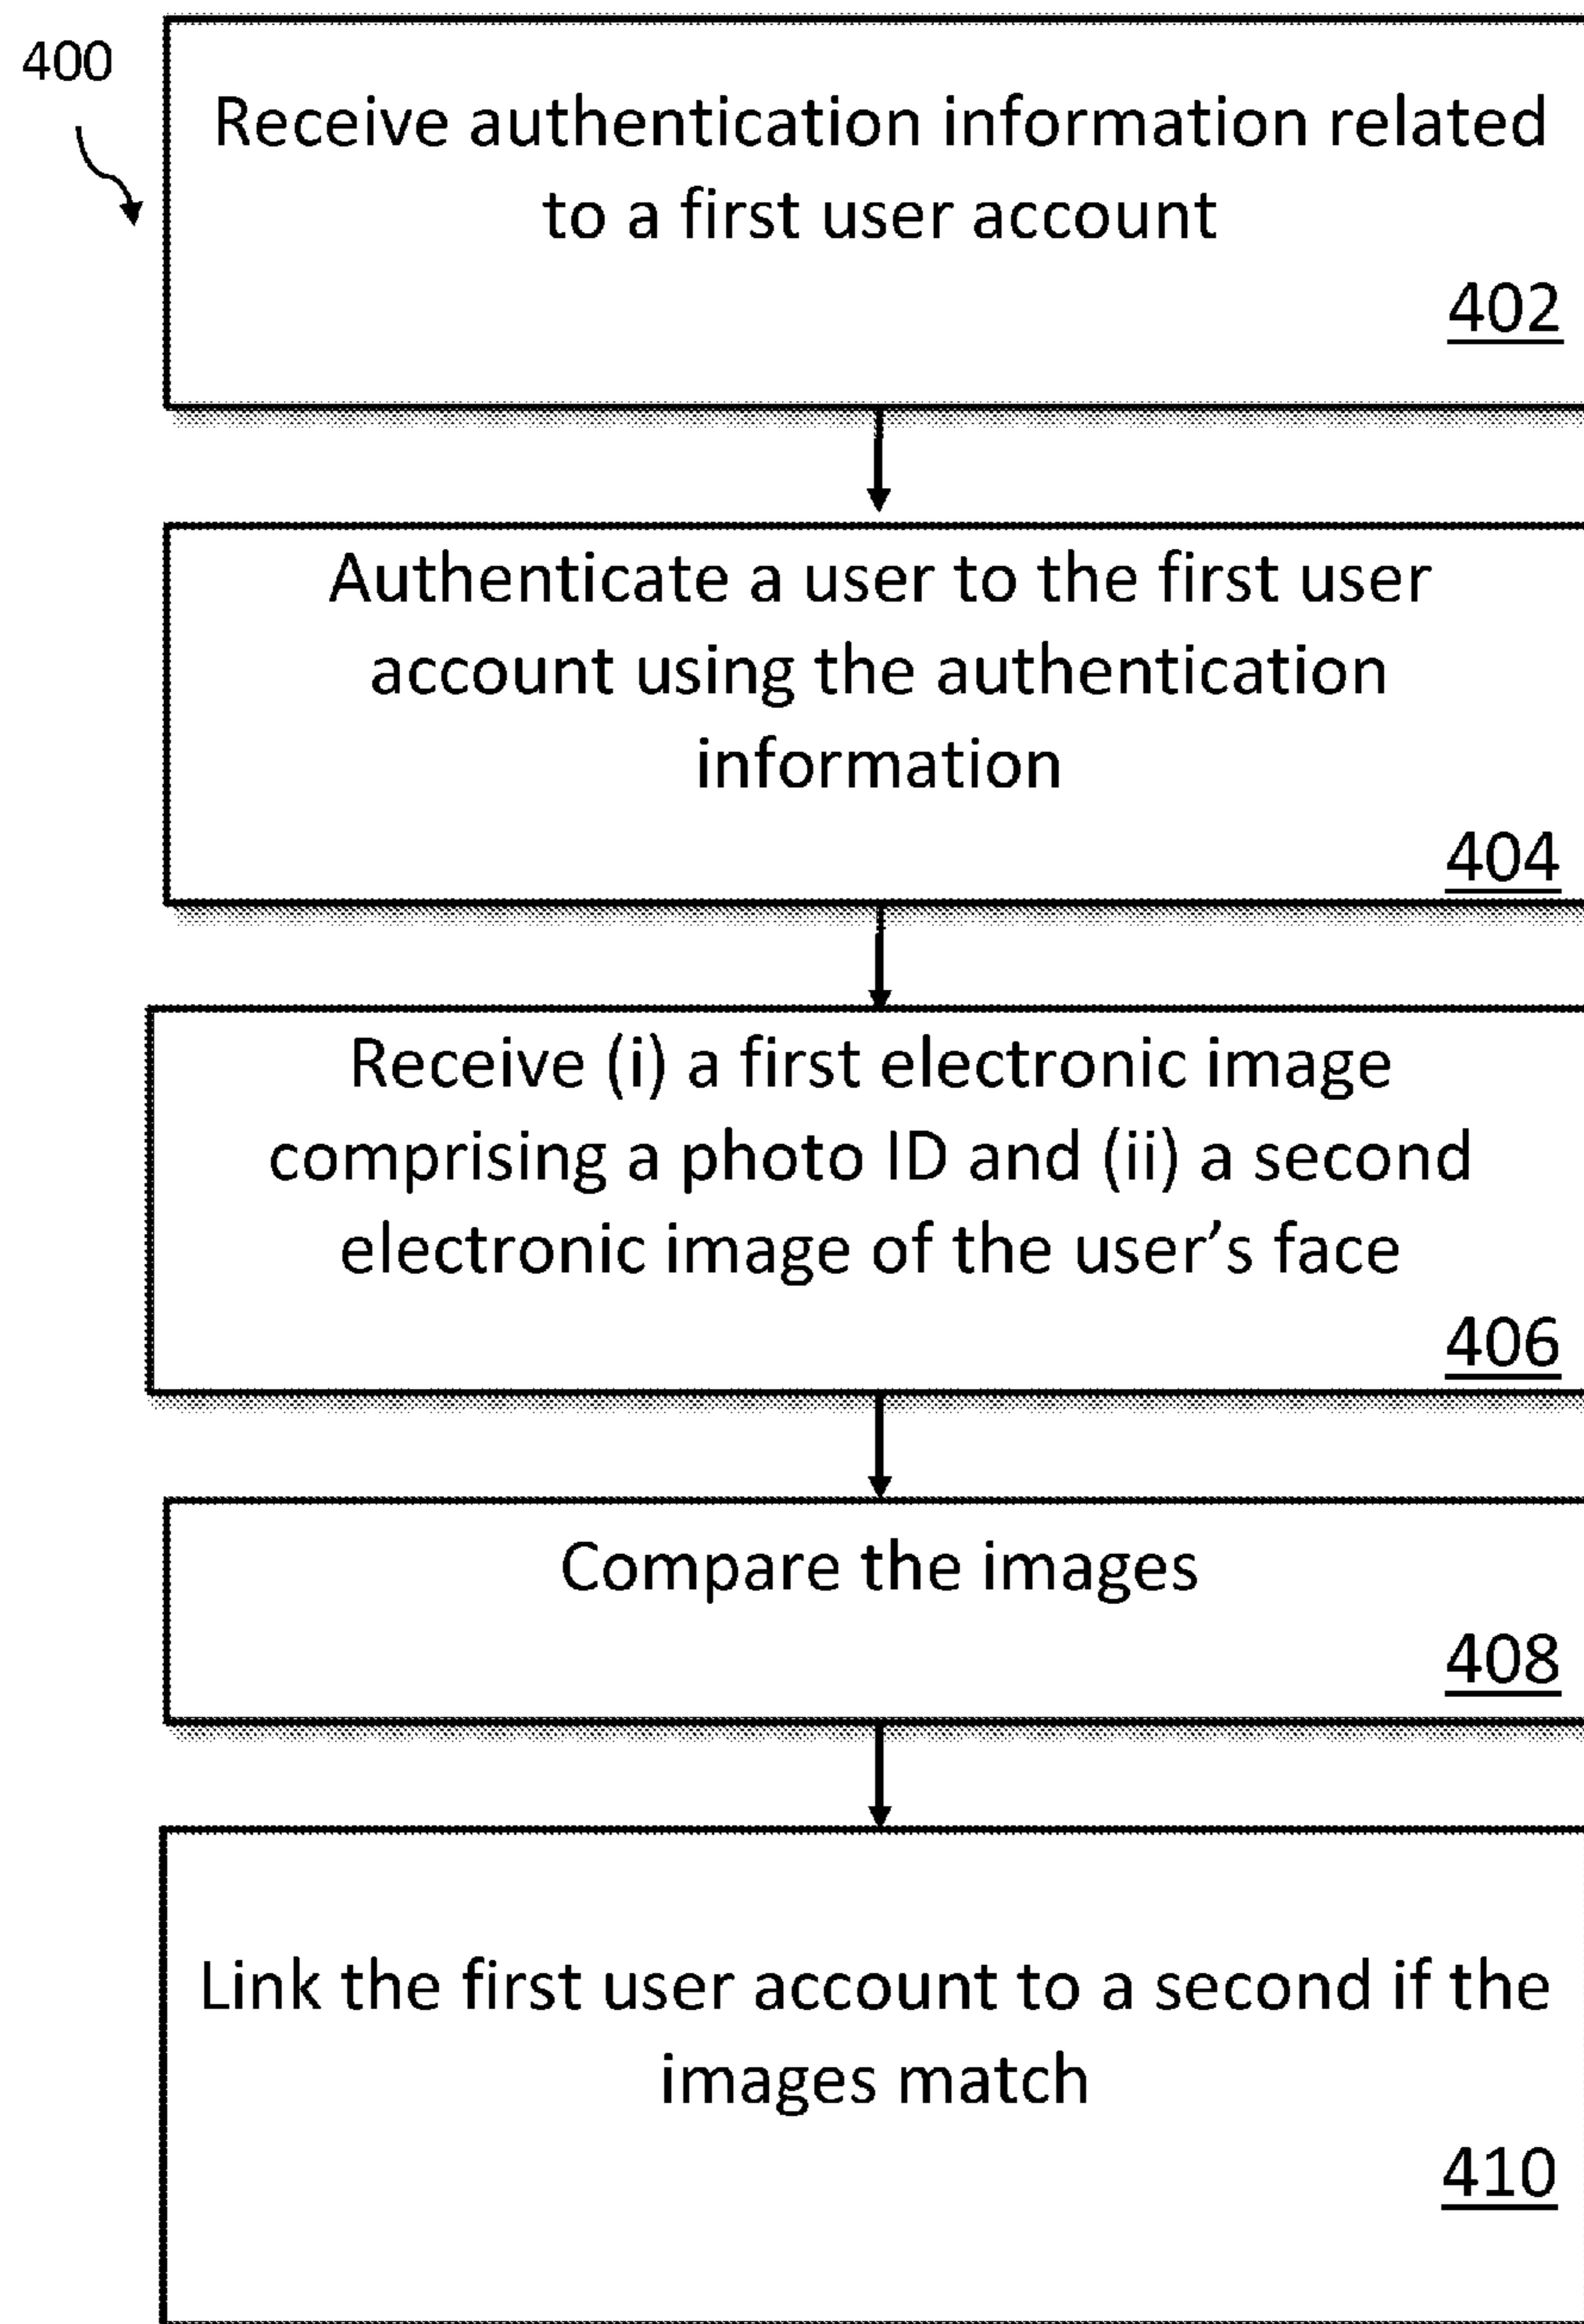 400
Receive authentication information related
to a first user account
402
Authenticate a user to the first user
account using the authentication
information
404
Receive (i) a first electronic image
comprising a photo ID and (ii) a second
electronic image of the user’s face
406
Compare the images
408
Link the first user account to a second if the
images match
410